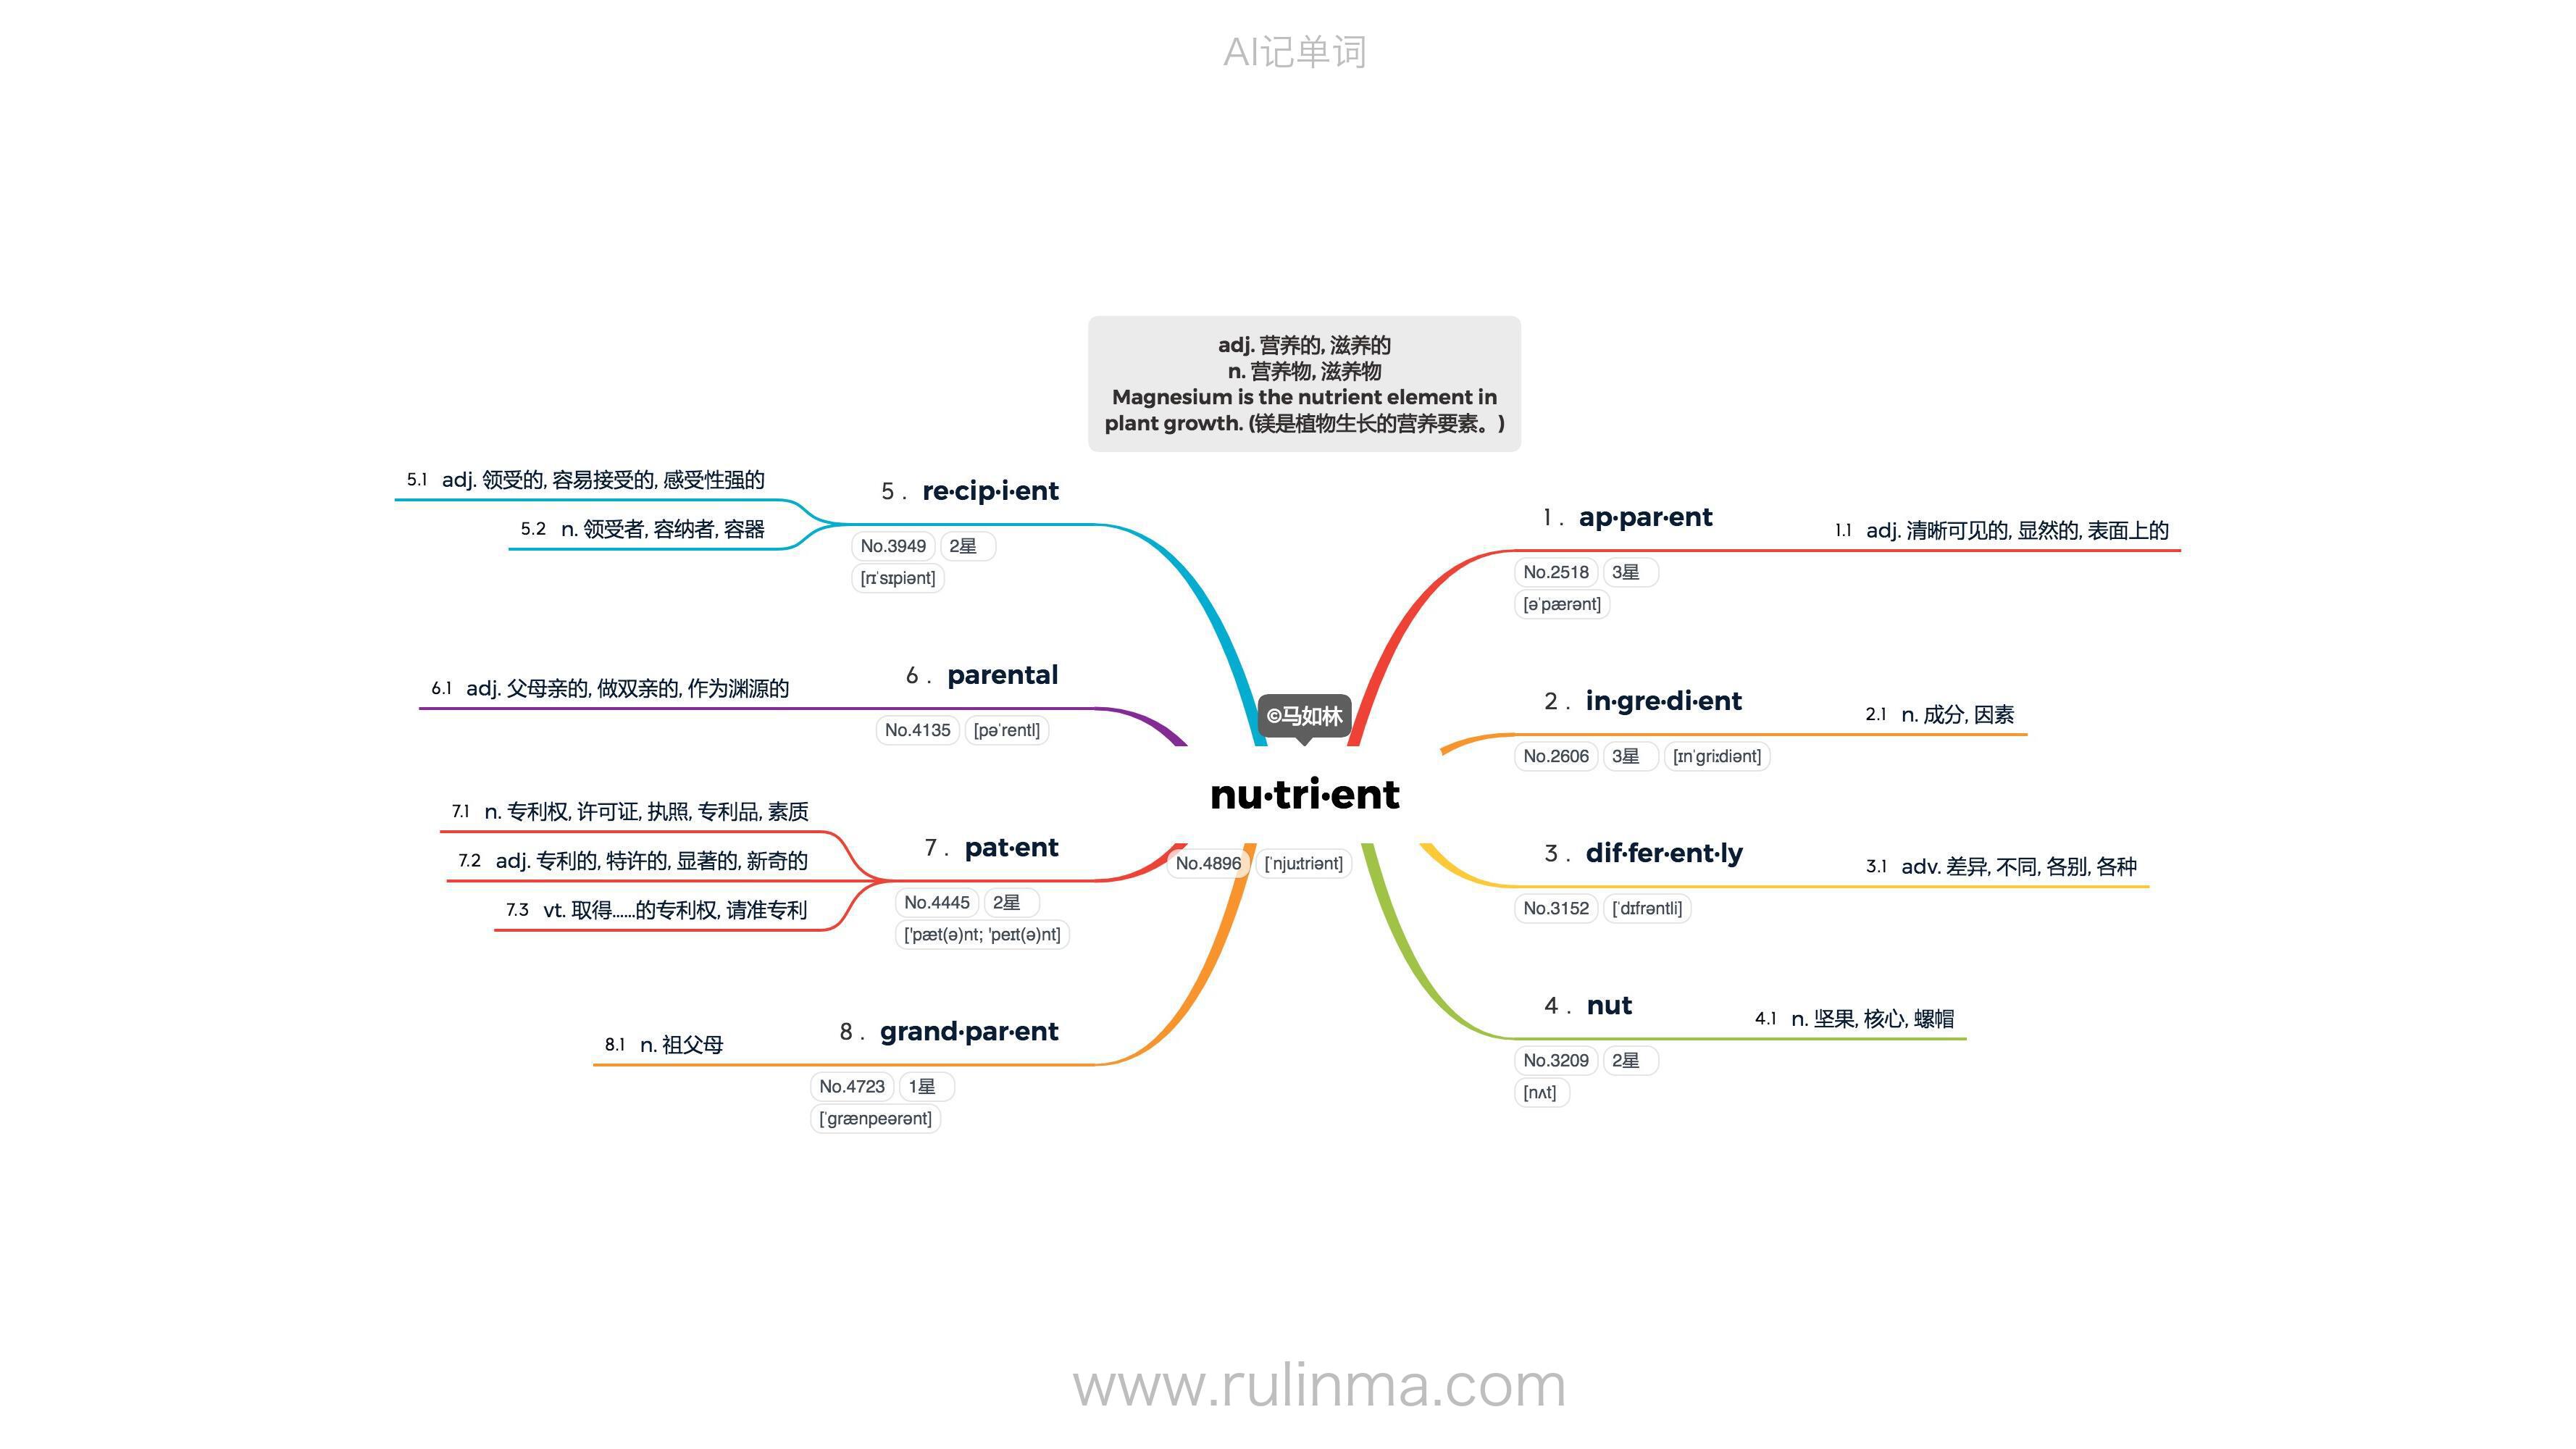 AI记单词
adj. 营养的, 滋养的
n. 营养物, 滋养物
Magnesium is the nutrient element in
plant growth. (镁是植物生长的营养要素。)
©马如林
nu·tri·ent
No.4896 [ˈnjuːtriənt]
1 . ap·par·ent
No.2518 3星
[əˈpærənt]
1.1 adj. 清晰可见的, 显然的, 表面上的
2 . in·gre·di·ent
No.2606 3星 [ɪnˈɡriːdiənt]
2.1 n. 成分, 因素
3 . dif·fer·ent·ly
No.3152 [ˈdɪfrəntli]
3.1 adv. 差异, 不同, 各别, 各种
4 . nut
No.3209 2星
[nʌt]
4.1 n. 坚果, 核心, 螺帽
5 . re·cip·i·ent
No.3949 2星
[rɪˈsɪpiənt]
5.1 adj. 领受的, 容易接受的, 感受性强的
5.2 n. 领受者, 容纳者, 容器
6 . parental
No.4135 [pəˈrentl]
6.1 adj. 父母亲的, 做双亲的, 作为渊源的
7 . pat·ent
No.4445 2星
['pæt(ə)nt; 'peɪt(ə)nt]
7.1 n. 专利权, 许可证, 执照, 专利品, 素质
7.2 adj. 专利的, 特许的, 显著的, 新奇的
7.3 vt. 取得……的专利权, 请准专利
8 . grand·par·ent
No.4723 1星
[ˈɡrænpeərənt]
8.1 n. 祖父母
www.rulinma.com